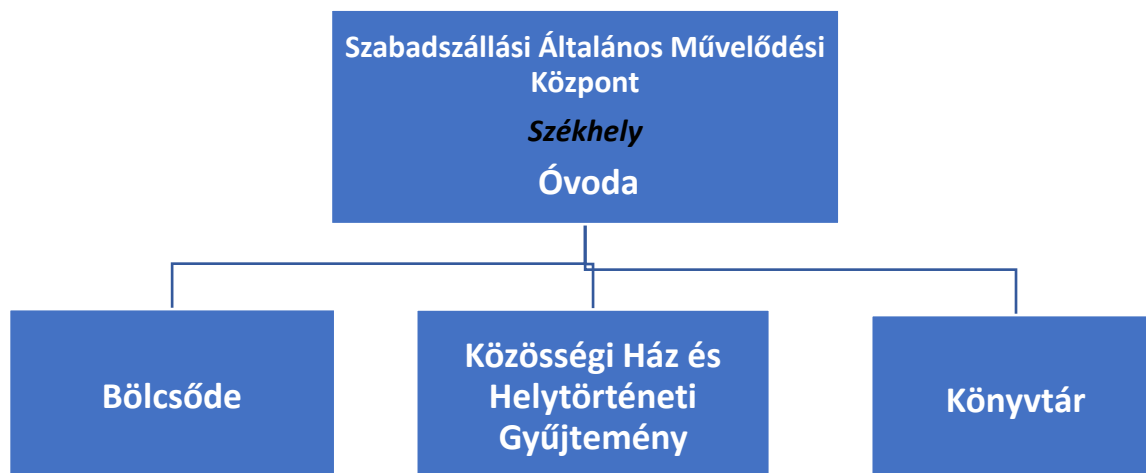 Szabadszállási Általános Művelődési
Központ
Székhely
Óvoda
Bölcsőde
Közösségi Ház és
Helytörténeti
Gyűjtemény
Könyvtár